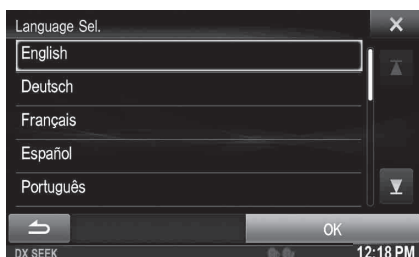 Language Sel.
English
Deutsch
Français
Español
Português
OK
DX SEEK
12:18 PM